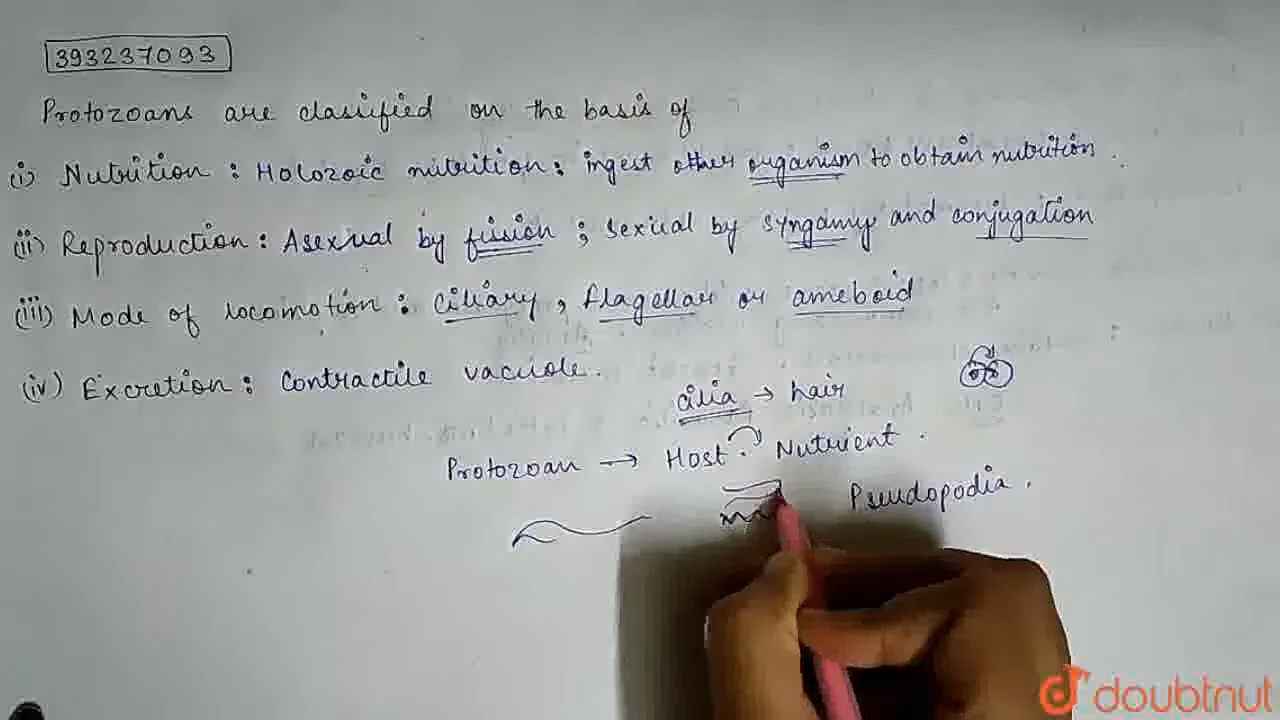 393237093
Protozoans are classified on the basis of
(i) Nutrition : Holozoic nutrition : ingest other organism to obtain nutrition .
(ii) Reproduction : Asexual by fission ; sexual by syngamy and conjugation
(iii) Mode of locomotion : ciliary, flagellar or ameboid
(iv) Excretion : Contractile vacuole .
cilia → hair
Protozoan → Host . Nutrient .
Pseudopodia .
doubtnut